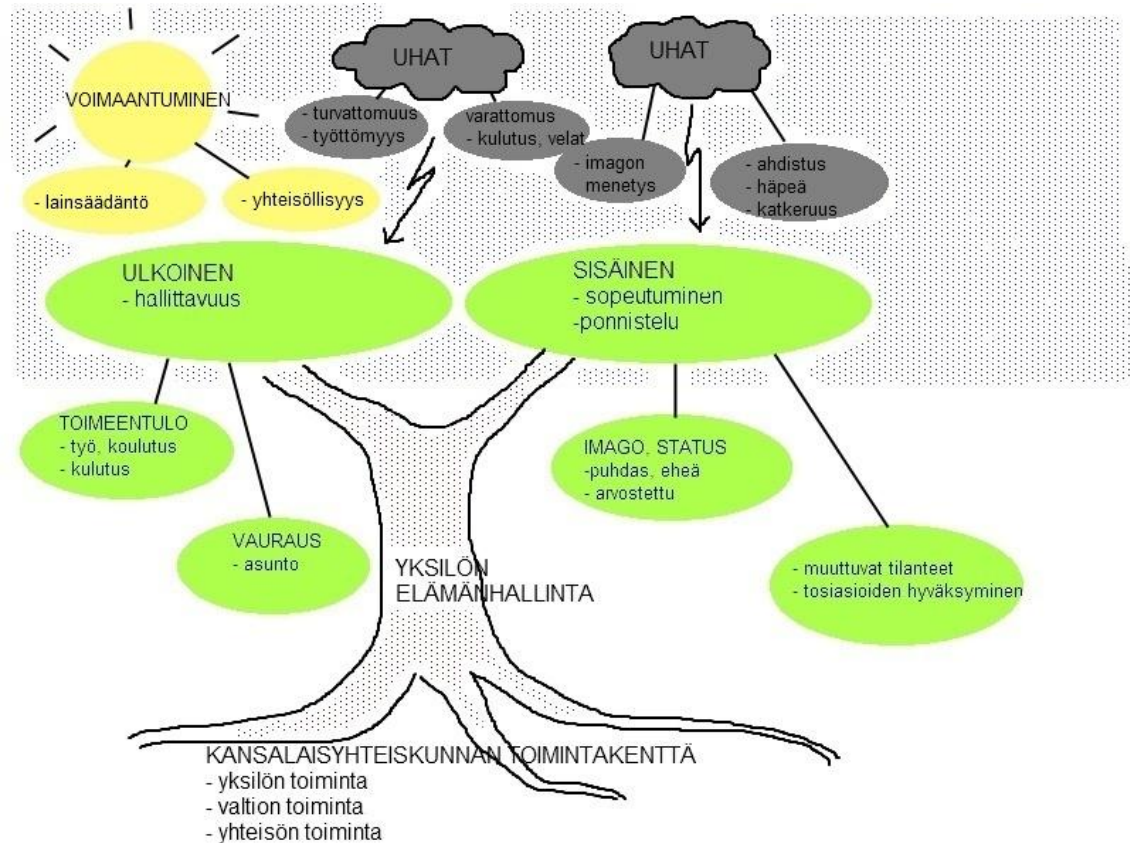 VOIMAANTUMINEN
- lainsäädäntö
- yhteisöllisyys
UHAT
- turvattomuus
- työttömyys
varattomus
- kulutus, velat
UHAT
- imagon
menetys
- ahdistus
- häpeä
- katkeruus
ULKOINEN
- hallittavuus
SISÄINEN
- sopeutuminen
-ponnistelu
TOIMEENTULO
- työ, koulutus
- kulutus
VAURAUS
- asunto
IMAGO, STATUS
-puhdas, eheä
- arvostettu
- muuttuvat tilanteet
- tosiasioiden hyväksyminen
YKSILÖN
ELÄMÄNHALLINTA
KANSALAISYHTEISKUNNAN TOIMINTAKENTTÄ
- yksilön toiminta
- valtion toiminta
- yhteisön toiminta